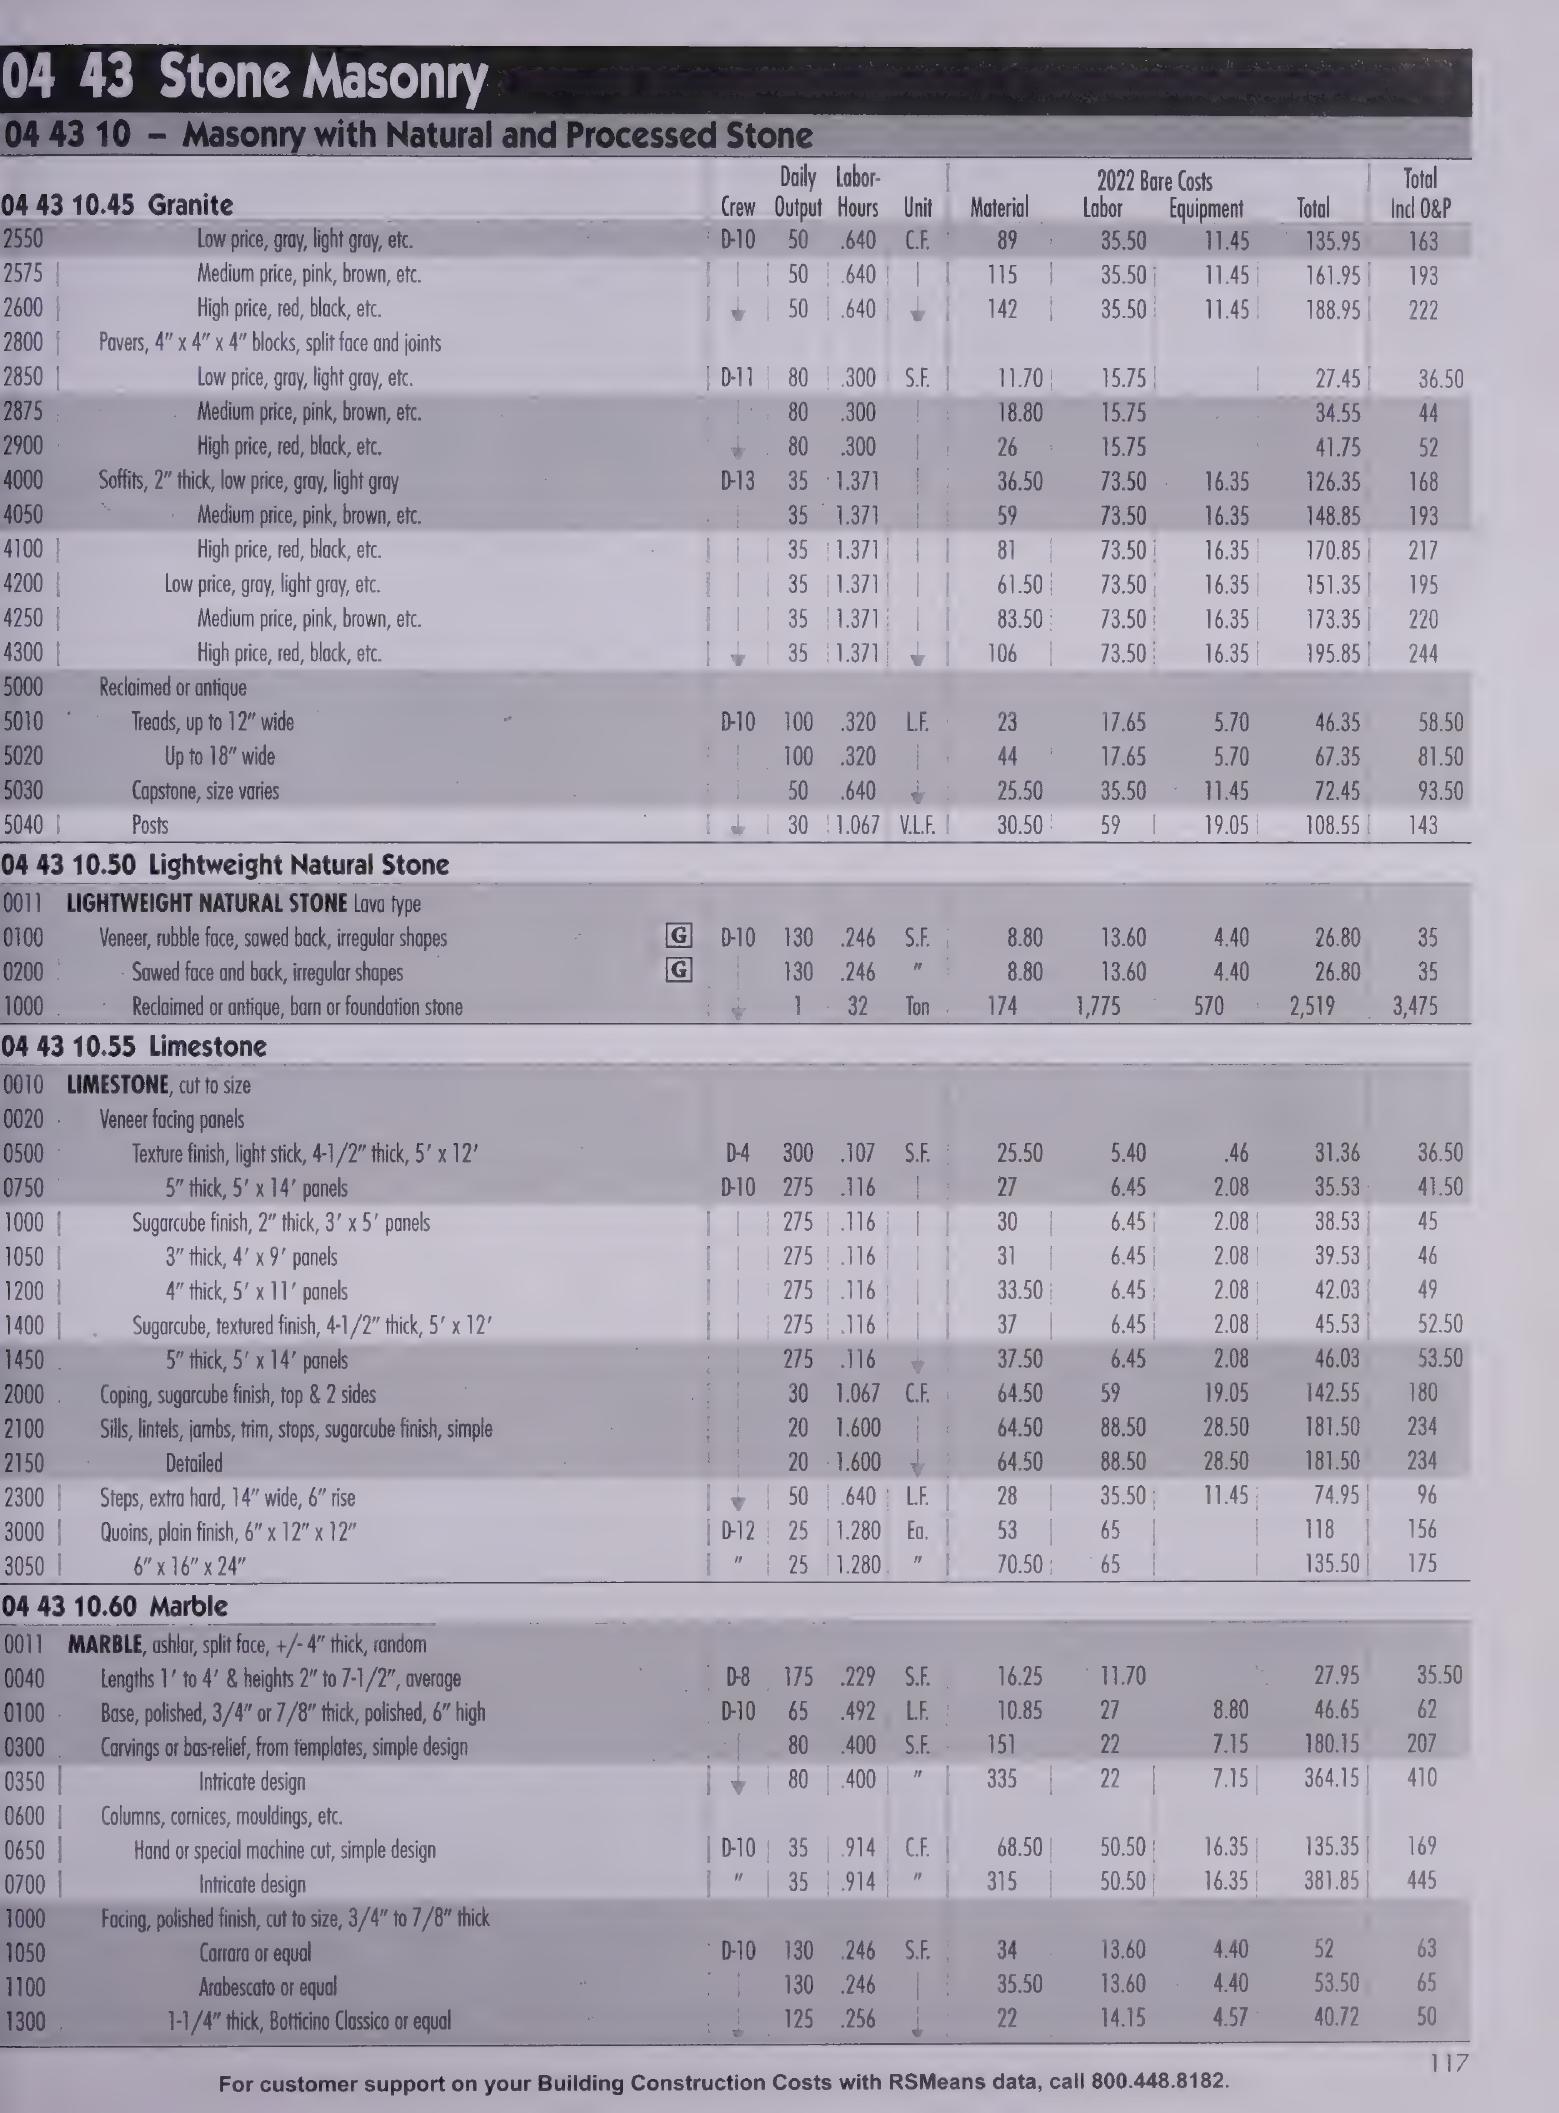 04 43 Stone Masonry
04 43 10 – Masonry with Natural and Processed Stone
Daily Labor- 2022 Bare Costs Total
04 43 10.45 Granite Crew Output Hours Unit Material Labor Equipment Total Incl O&P
2550 Low price, gray, light gray, etc. D-10 50 .640 C.F. 89 35.50 11.45 135.95 163
2575 Medium price, pink, brown, etc. 50 .640 115 35.50 11.45 161.95 193
2600 High price, red, black, etc. 50 .640 142 35.50 11.45 188.95 222
2800 Pavers, 4" x 4" x 4" blocks, split face and joints
2850 Low price, gray, light gray, etc. D-11 80 .300 S.F. 11.70 15.75 27.45 36.50
2875 Medium price, pink, brown, etc. 80 .300 18.80 15.75 34.55 44
2900 High price, red, black, etc. 80 .300 26 15.75 41.75 52
4000 Soffits, 2" thick, low price, gray, light gray D-13 35 1.371 36.50 73.50 16.35 126.35 168
4050 Medium price, pink, brown, etc. 35 1.371 59 73.50 16.35 148.85 193
4100 High price, red, black, etc. 35 1.371 81 73.50 16.35 170.85 217
4200 Low price, gray, light gray, etc. 35 1.371 61.50 73.50 16.35 151.35 195
4250 Medium price, pink, brown, etc. 35 1.371 83.50 73.50 16.35 173.35 220
4300 High price, red, black, etc. 35 1.371 106 73.50 16.35 195.85 244
5000 Reclaimed or antique
5010 Treads, up to 12" wide D-10 100 .320 L.F. 23 17.65 5.70 46.35 58.50
5020 Up to 18" wide 100 .320 44 17.65 5.70 67.35 81.50
5030 Capstone, size varies 50 .640 25.50 35.50 11.45 72.45 93.50
5040 Posts 30 1.067 V.L.F. 30.50 59 19.05 108.55 143
04 43 10.50 Lightweight Natural Stone
0011 LIGHTWEIGHT NATURAL STONE Lava type
0100 Veneer, rubble face, sawed back, irregular shapes G D-10 130 .246 S.F. 8.80 13.60 4.40 26.80 35
0200 Sawed face and back, irregular shapes G 130 .246 " 8.80 13.60 4.40 26.80 35
1000 Reclaimed or antique, barn or foundation stone 1 32 Ton 174 1,775 570 2,519 3,475
04 43 10.55 Limestone
0010 LIMESTONE, cut to size
0020 Veneer facing panels
0500 Texture finish, light stick, 4-1/2" thick, 5' x 12' D-4 300 .107 S.F. 25.50 5.40 .46 31.36 36.50
0750 5" thick, 5' x 14' panels D-10 275 .116 27 6.45 2.08 35.53 41.50
1000 Sugarcube finish, 2" thick, 3' x 5' panels 275 .116 30 6.45 2.08 38.53 45
1050 3" thick, 4' x 9' panels 275 .116 31 6.45 2.08 39.53 46
1200 4" thick, 5' x 11' panels 275 .116 33.50 6.45 2.08 42.03 49
1400 Sugarcube, textured finish, 4-1/2" thick, 5' x 12' 275 .116 37 6.45 2.08 45.53 52.50
1450 5" thick, 5' x 14' panels 275 .116 37.50 6.45 2.08 46.03 53.50
2000 Coping, sugarcube finish, top & 2 sides 30 1.067 C.F. 64.50 59 19.05 142.55 180
2100 Sills, lintels, jambs, trim, stops, sugarcube finish, simple 20 1.600 64.50 88.50 28.50 181.50 234
2150 Detailed 20 1.600 64.50 88.50 28.50 181.50 234
2300 Steps, extra hard, 14" wide, 6" rise 50 .640 L.F. 28 35.50 11.45 74.95 96
3000 Quoins, plain finish, 6" x 12" x 12" D-12 25 1.280 Ea. 53 65 118 156
3050 6" x 16" x 24" " 25 1.280 " 70.50 65 135.50 175
04 43 10.60 Marble
0011 MARBLE, ashlar, split face, +/- 4" thick, random
0040 Lengths 1' to 4' & heights 2" to 7-1/2", average D-8 175 .229 S.F. 16.25 11.70 27.95 35.50
0100 Base, polished, 3/4" or 7/8" thick, polished, 6" high D-10 65 .492 L.F. 10.85 27 8.80 46.65 62
0300 Carvings or bas-relief, from templates, simple design 80 .400 S.F. 151 22 7.15 180.15 207
0350 Intricate design 80 .400 " 335 22 7.15 364.15 410
0600 Columns, cornices, mouldings, etc.
0650 Hand or special machine cut, simple design D-10 35 .914 C.F. 68.50 50.50 16.35 135.35 169
0700 Intricate design " 35 .914 " 315 50.50 16.35 381.85 445
1000 Facing, polished finish, cut to size, 3/4" to 7/8" thick
1050 Carrara or equal D-10 130 .246 S.F. 34 13.60 4.40 52 63
1100 Arabescato or equal 130 .246 35.50 13.60 4.40 53.50 65
1300 1-1/4" thick, Botticino Classico or equal 125 .256 22 14.15 4.57 40.72 50
117
For customer support on your Building Construction Costs with RSMeans data, call 800.448.8182.